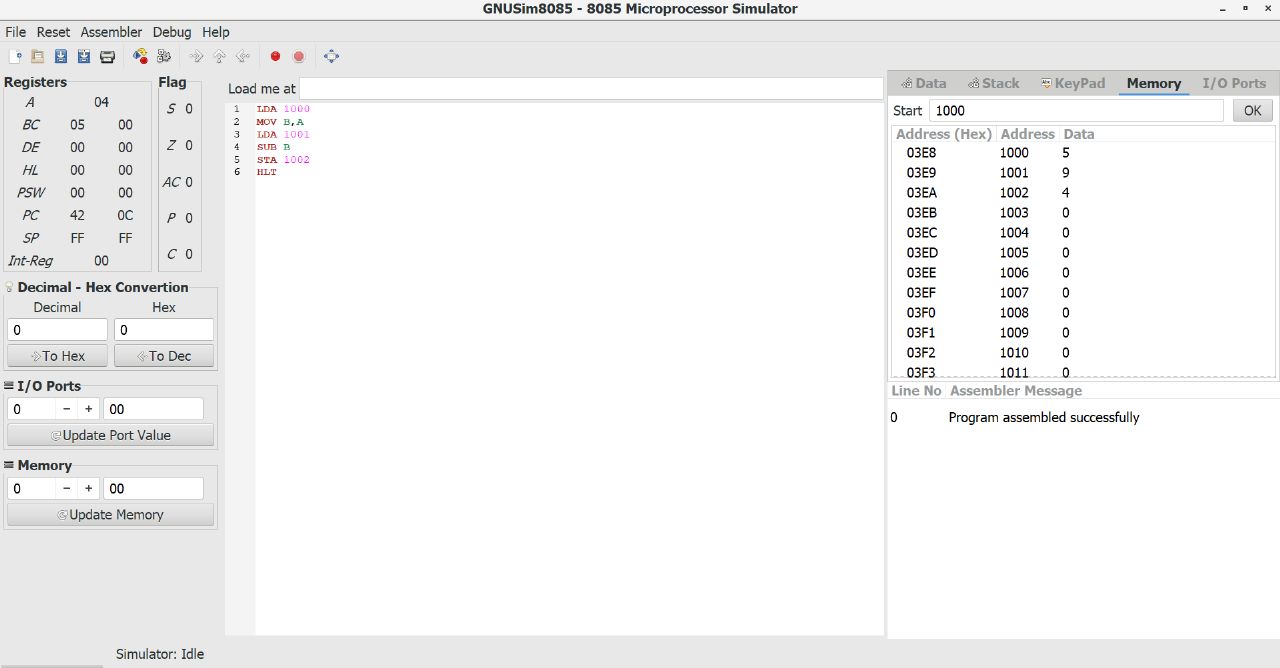 GNUSim8085 - 8085 Microprocessor Simulator
File Reset Assembler Debug Help
Registers
A 04
BC 05 00
DE 00 00
HL 00 00
PSW 00 00
PC 42 0C
SP FF FF
Int-Reg 00
Flag
S 0
Z 0
AC 0
P 0
C 0
Decimal - Hex Convertion
Decimal Hex
0 0
To Hex To Dec
I/O Ports
0 − + 00
Update Port Value
Memory
0 − + 00
Update Memory
Load me at
1 LDA 1000
2 MOV B,A
3 LDA 1001
4 SUB B
5 STA 1002
6 HLT
Data Stack KeyPad Memory I/O Ports
Start 1000 OK
Address (Hex) Address Data
03E8 1000 5
03E9 1001 9
03EA 1002 4
03EB 1003 0
03EC 1004 0
03ED 1005 0
03EE 1006 0
03EF 1007 0
03F0 1008 0
03F1 1009 0
03F2 1010 0
03F3 1011 0
Line No Assembler Message
0 Program assembled successfully
Simulator: Idle